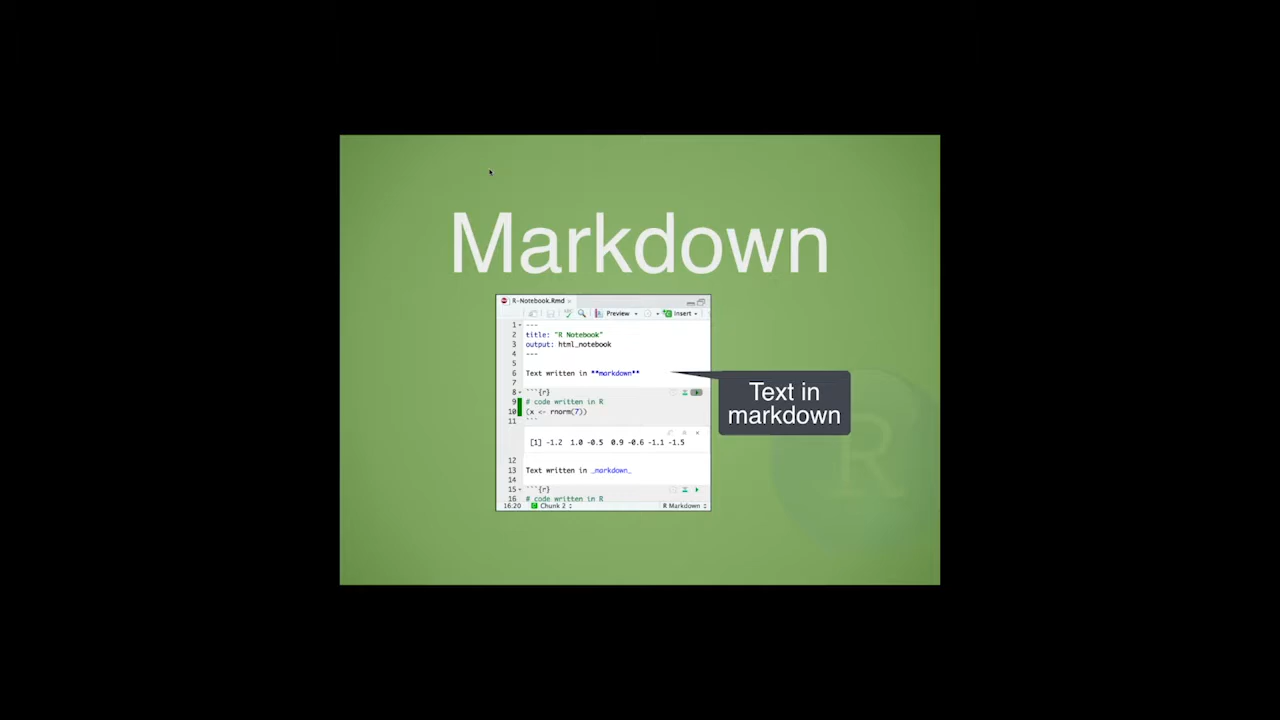 Markdown
R-Notebook.Rmd
Preview Insert
1 ---
2 title: "R Notebook"
3 output: html_notebook
4 ---
5
6 Text written in **markdown**
7
8 ```{r}
9 # code written in R
10 (x <- rnorm(7))
11 ```
[1] -1.2 1.0 -0.5 0.9 -0.6 -1.1 -1.5
12
13 Text written in _markdown_
14
15 ```{r}
16 # code written in R
16:20 Chunk 2 R Markdown
Text in
markdown
R